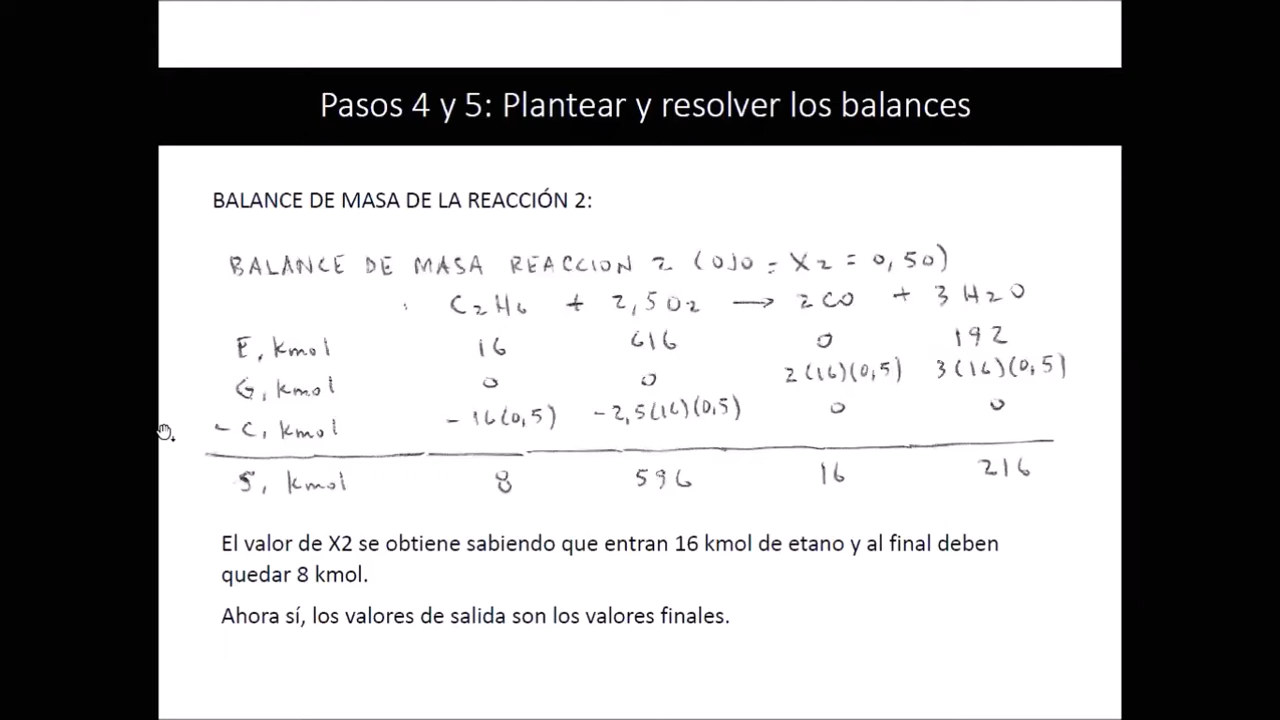 Pasos 4 y 5: Plantear y resolver los balances
BALANCE DE MASA DE LA REACCIÓN 2:
BALANCE DE MASA REACCION 2 (OJO = X2 = 0,50)
C2H6 + 2,5O2 → 2CO + 3H2O
E, kmol 16 616 0 192
G, kmol 0 0 2(16)(0,5) 3(16)(0,5)
- C, kmol -16(0,5) -2,5(16)(0,5) 0 0
S, kmol 8 596 16 216
El valor de X2 se obtiene sabiendo que entran 16 kmol de etano y al final deben
quedar 8 kmol.
Ahora sí, los valores de salida son los valores finales.